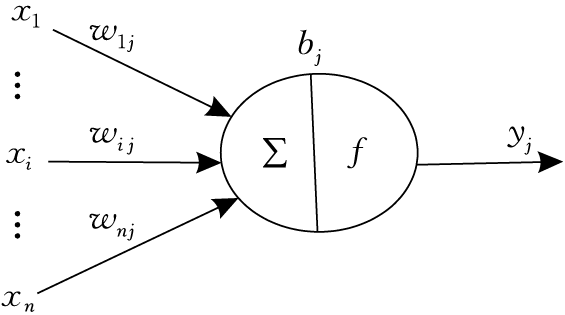 x₁
w₁ⱼ
bⱼ
⋮
xᵢ
wᵢⱼ
Σ
f
yⱼ
⋮
wₙⱼ
xₙ